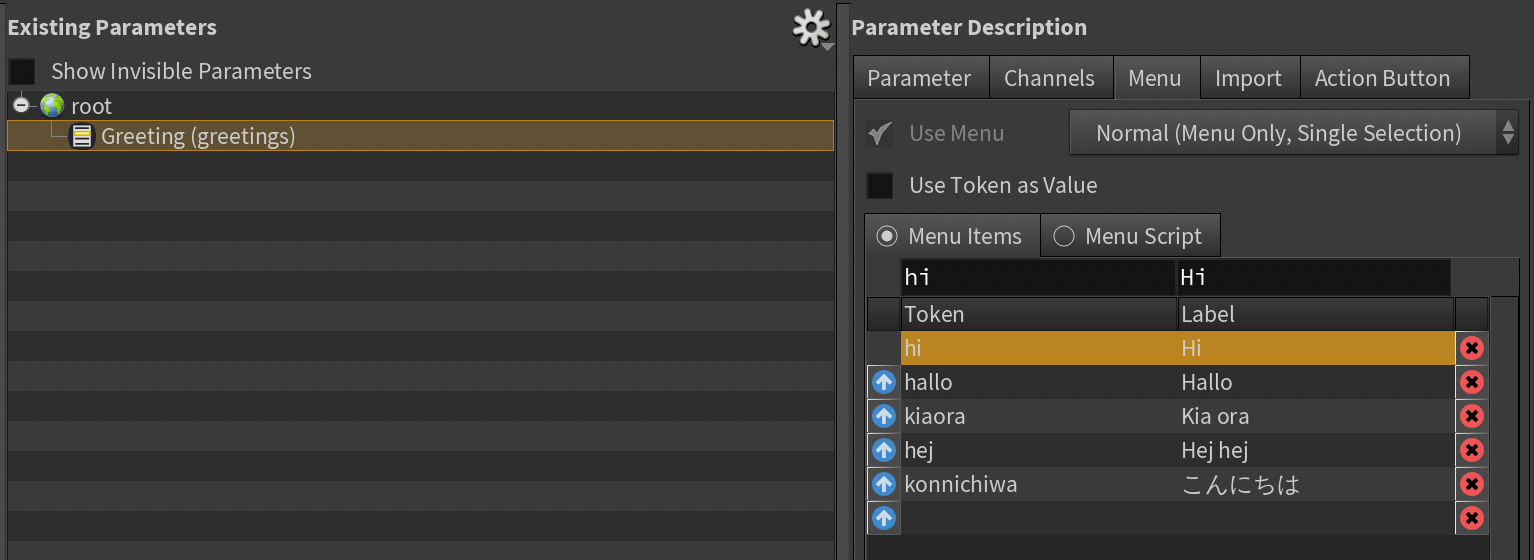 Existing Parameters
Show Invisible Parameters
root
Greeting (greetings)
Parameter Description
Parameter Channels Menu Import Action Button
Use Menu Normal (Menu Only, Single Selection)
Use Token as Value
Menu Items Menu Script
hi Hi
Token Label
hi Hi
hallo Hallo
kiaora Kia ora
hej Hej hej
konnichiwa こんにちは